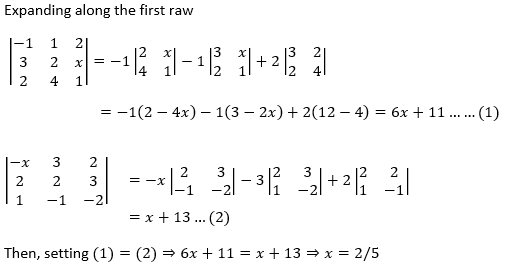 Expanding along the first raw
|−1 1 2|
|3 2 x| = −1 |2 x; 4 1| − 1 |3 x; 2 1| + 2 |3 2; 2 4|
|2 4 1|
= −1(2 − 4x) − 1(3 − 2x) + 2(12 − 4) = 6x + 11 … … (1)
|−x 3 2|
|2 2 3| = −x |2 3; −1 −2| − 3 |2 3; 1 −2| + 2 |2 2; 1 −1|
|1 −1 −2|
= x + 13 … (2)
Then, setting (1) = (2) ⇒ 6x + 11 = x + 13 ⇒ x = 2/5